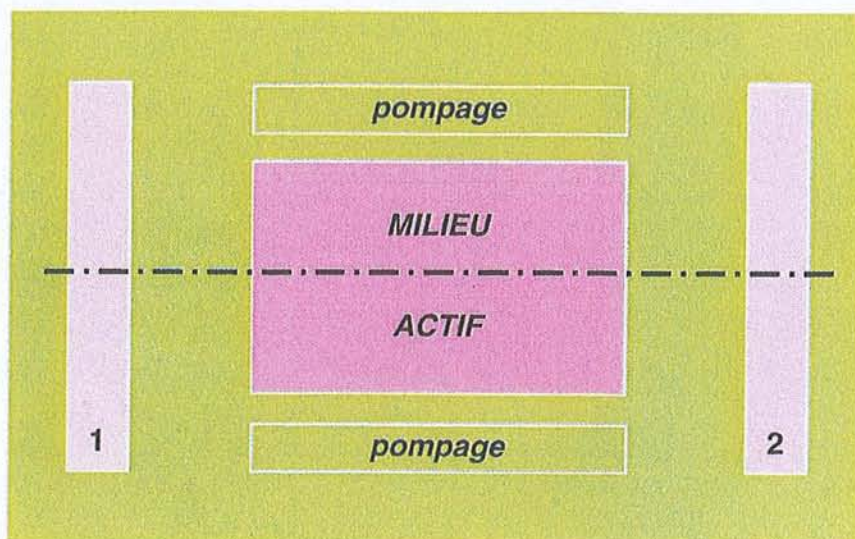 pompage
MILIEU
ACTIF
1
2
pompage